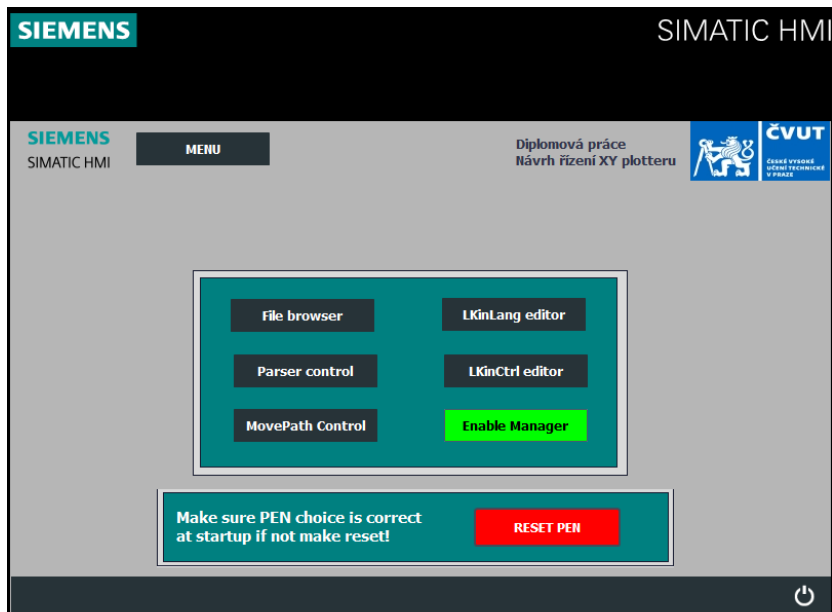 SIEMENS
SIMATIC HMI
SIEMENS
SIMATIC HMI
MENU
Diplomová práce
Návrh řízení XY plotteru
ČVUT
ČESKÉ VYSOKÉ
UČENÍ TECHNICKÉ
V PRAZE
File browser
LKinLang editor
Parser control
LKinCtrl editor
MovePath Control
Enable Manager
Make sure PEN choice is correct
at startup if not make reset!
RESET PEN